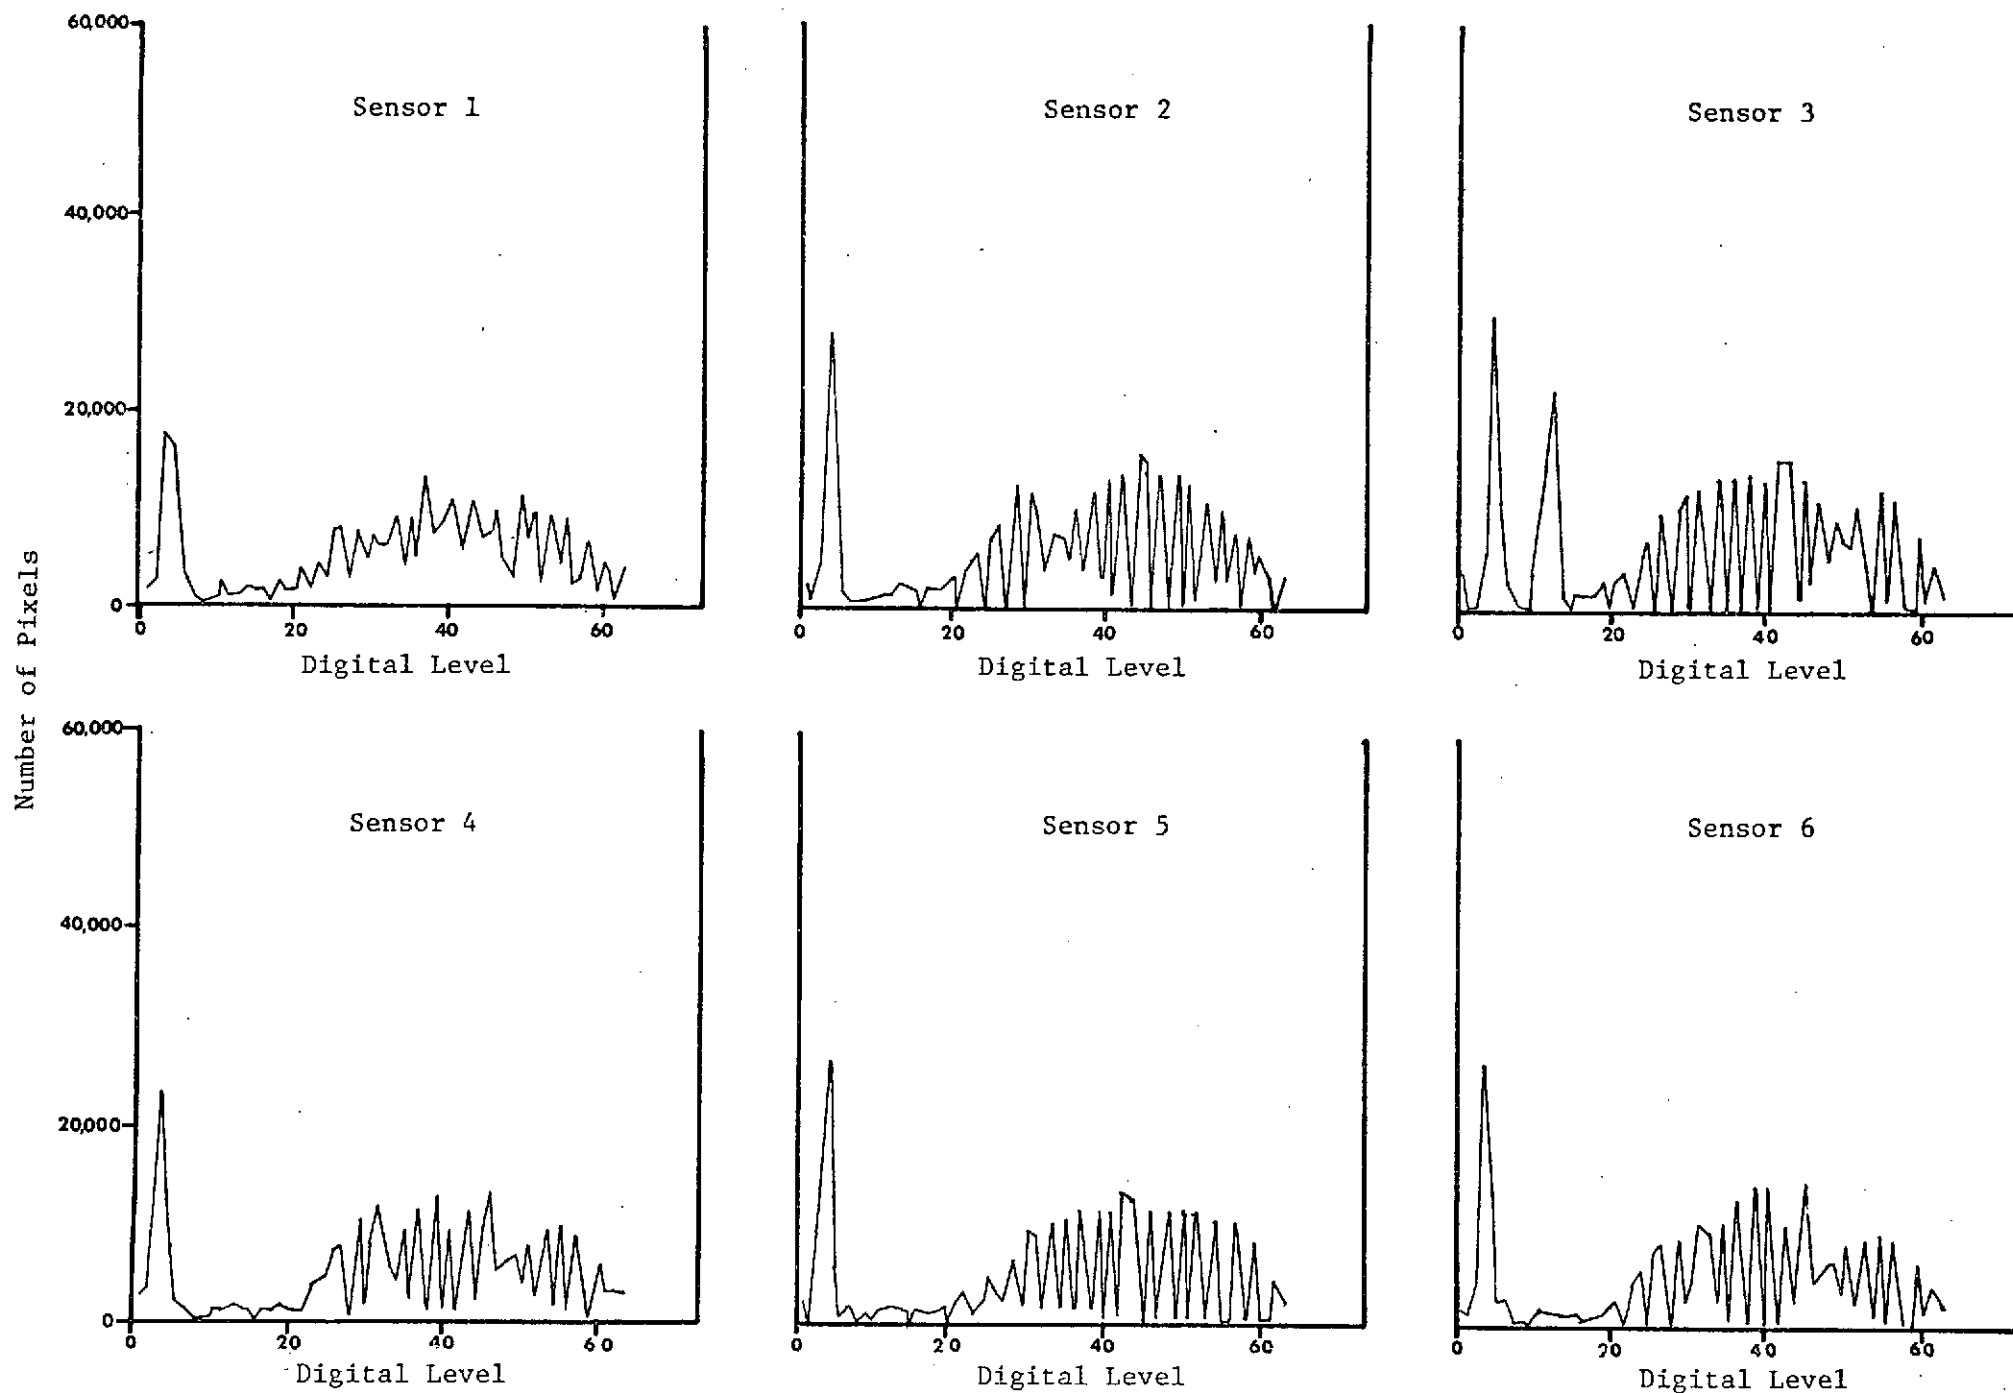 Number of Pixels
60,000
40,000
20,000
0
Sensor 1
0 20 40 60
Digital Level
Sensor 2
0 20 40 60
Digital Level
Sensor 3
0 20 40 60
Digital Level
60,000
40,000
20,000
0
Sensor 4
0 20 40 60
Digital Level
Sensor 5
0 20 40 60
Digital Level
Sensor 6
0 20 40 60
Digital Level